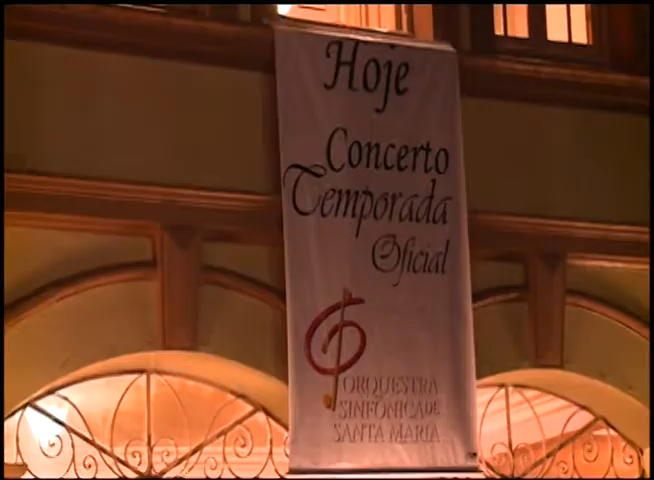 Hoje
Concerto
Temporada
Oficial
ORQUESTRA
SINFÔNICA DE
SANTA MARIA